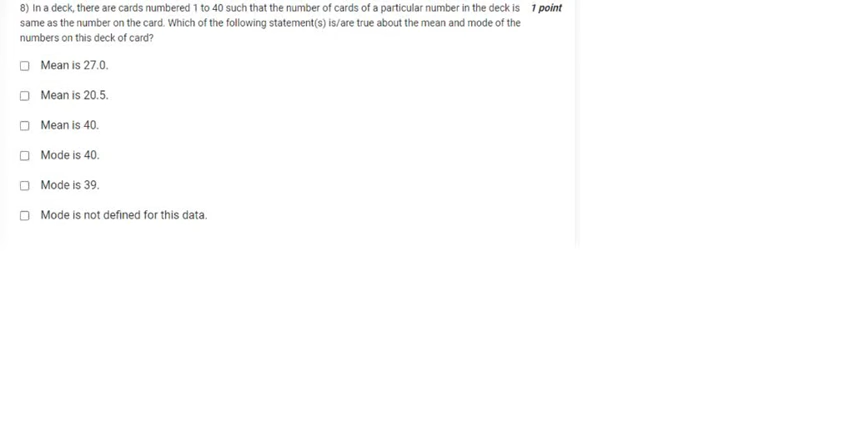 8) In a deck, there are cards numbered 1 to 40 such that the number of cards of a particular number in the deck is 1 point
same as the number on the card. Which of the following statement(s) is/are true about the mean and mode of the
numbers on this deck of card?
Mean is 27.0.
Mean is 20.5.
Mean is 40.
Mode is 40.
Mode is 39.
Mode is not defined for this data.